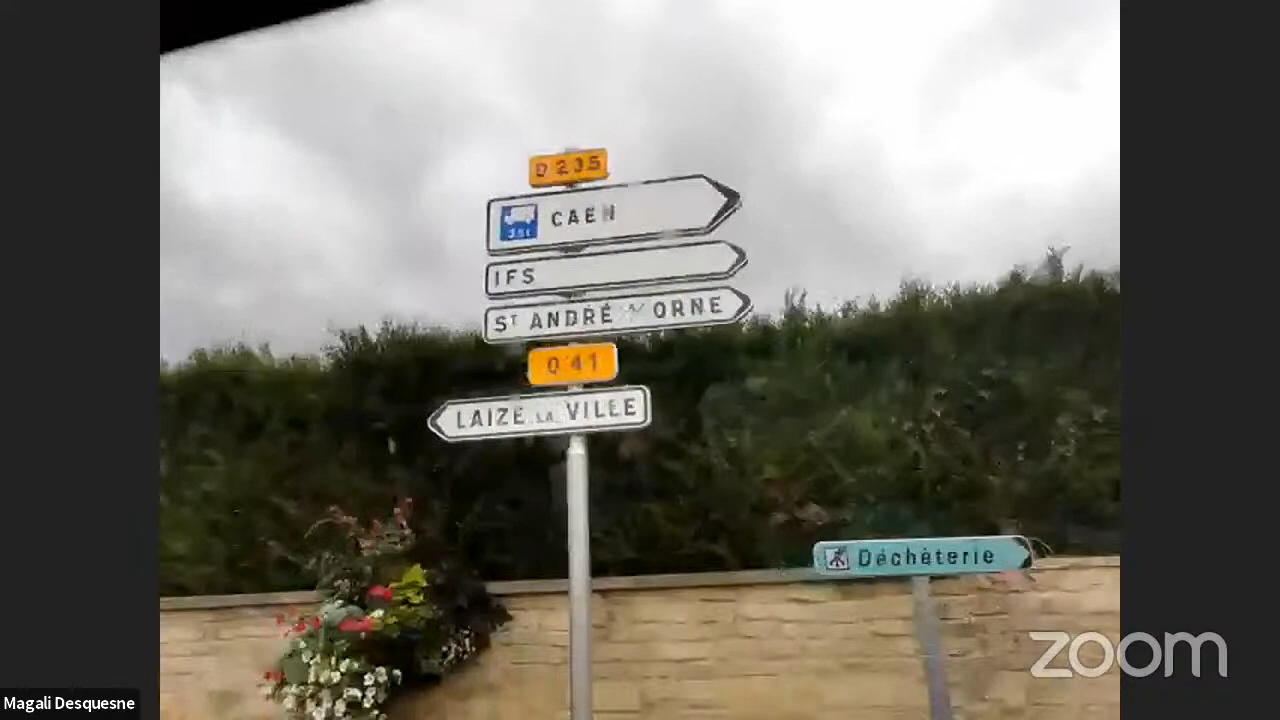 D 235
CAEN
3,5t
IFS
ST ANDRÉ S/ ORNE
D 41
LAIZE LA VILLE
Déchèterie
zoom
Magali Desquesne